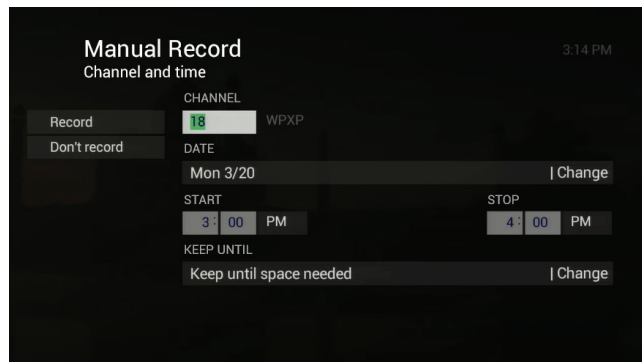 Manual Record
3:14 PM
Channel and time
CHANNEL
Record
18 WPXP
Don't record
DATE
Mon 3/20 | Change
START STOP
3: 00 PM 4: 00 PM
KEEP UNTIL
Keep until space needed | Change